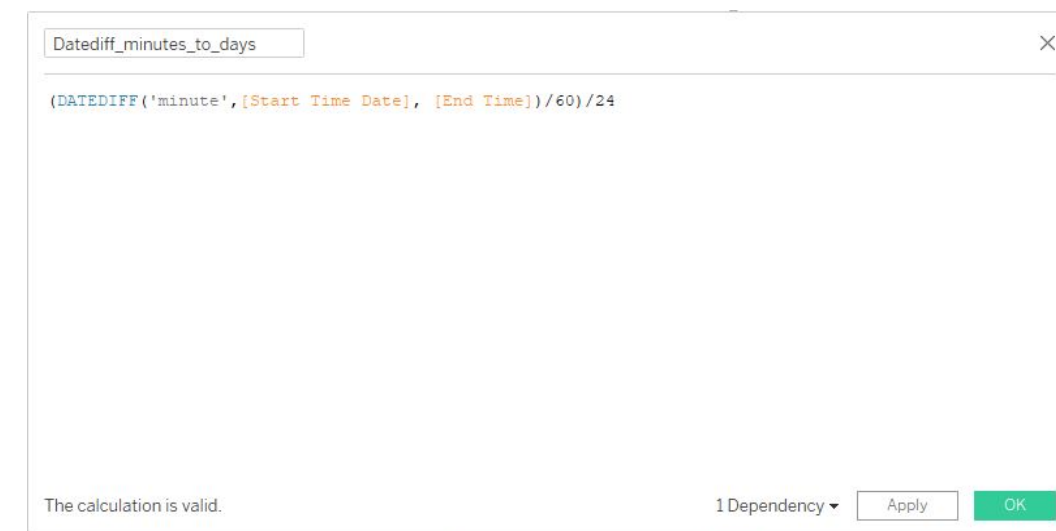 Datediff_minutes_to_days
(DATEDIFF('minute',[Start Time Date], [End Time])/60)/24
The calculation is valid. 1 Dependency Apply OK